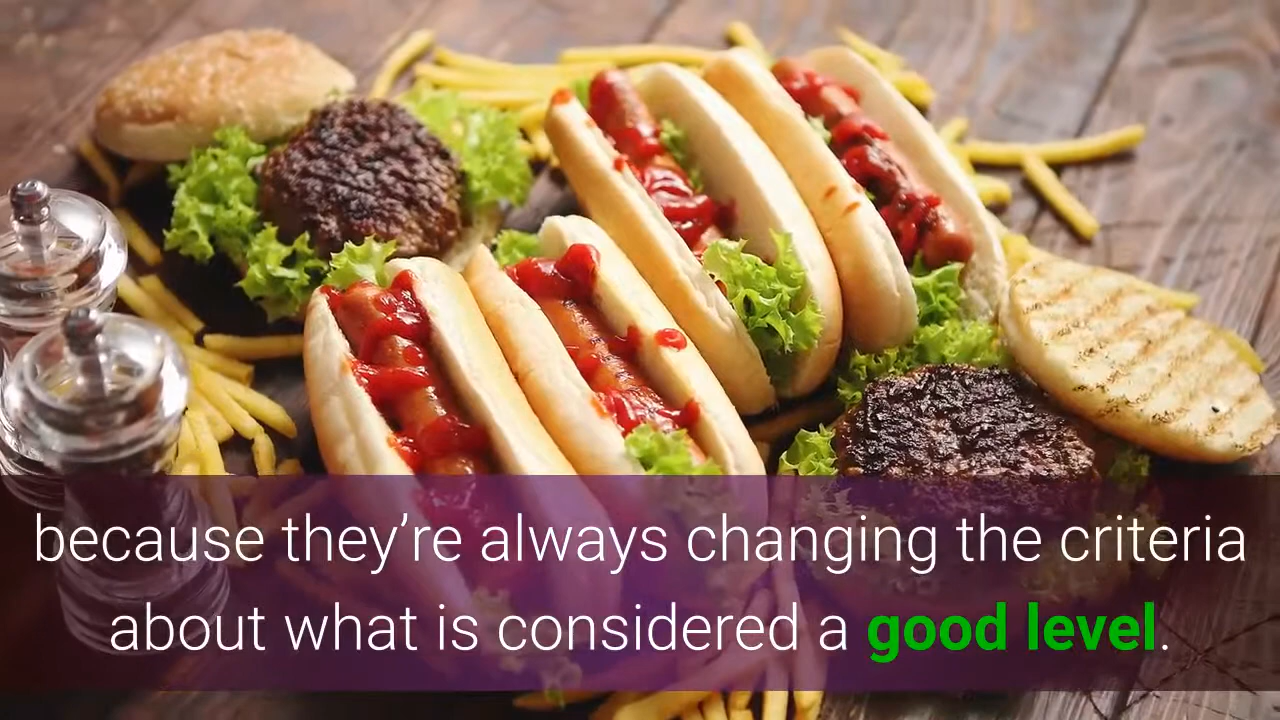 because they’re always changing the criteria
about what is considered a good level.